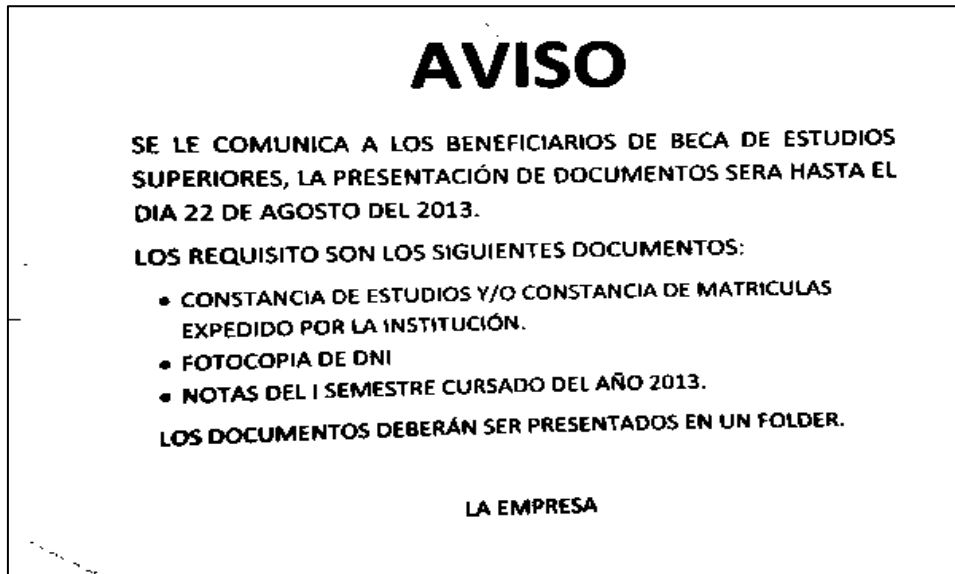 AVISO
SE LE COMUNICA A LOS BENEFICIARIOS DE BECA DE ESTUDIOS
SUPERIORES, LA PRESENTACIÓN DE DOCUMENTOS SERA HASTA EL
DIA 22 DE AGOSTO DEL 2013.
LOS REQUISITO SON LOS SIGUIENTES DOCUMENTOS:
• CONSTANCIA DE ESTUDIOS Y/O CONSTANCIA DE MATRICULAS
EXPEDIDO POR LA INSTITUCIÓN.
• FOTOCOPIA DE DNI
• NOTAS DEL I SEMESTRE CURSADO DEL AÑO 2013.
LOS DOCUMENTOS DEBERÁN SER PRESENTADOS EN UN FOLDER.
LA EMPRESA